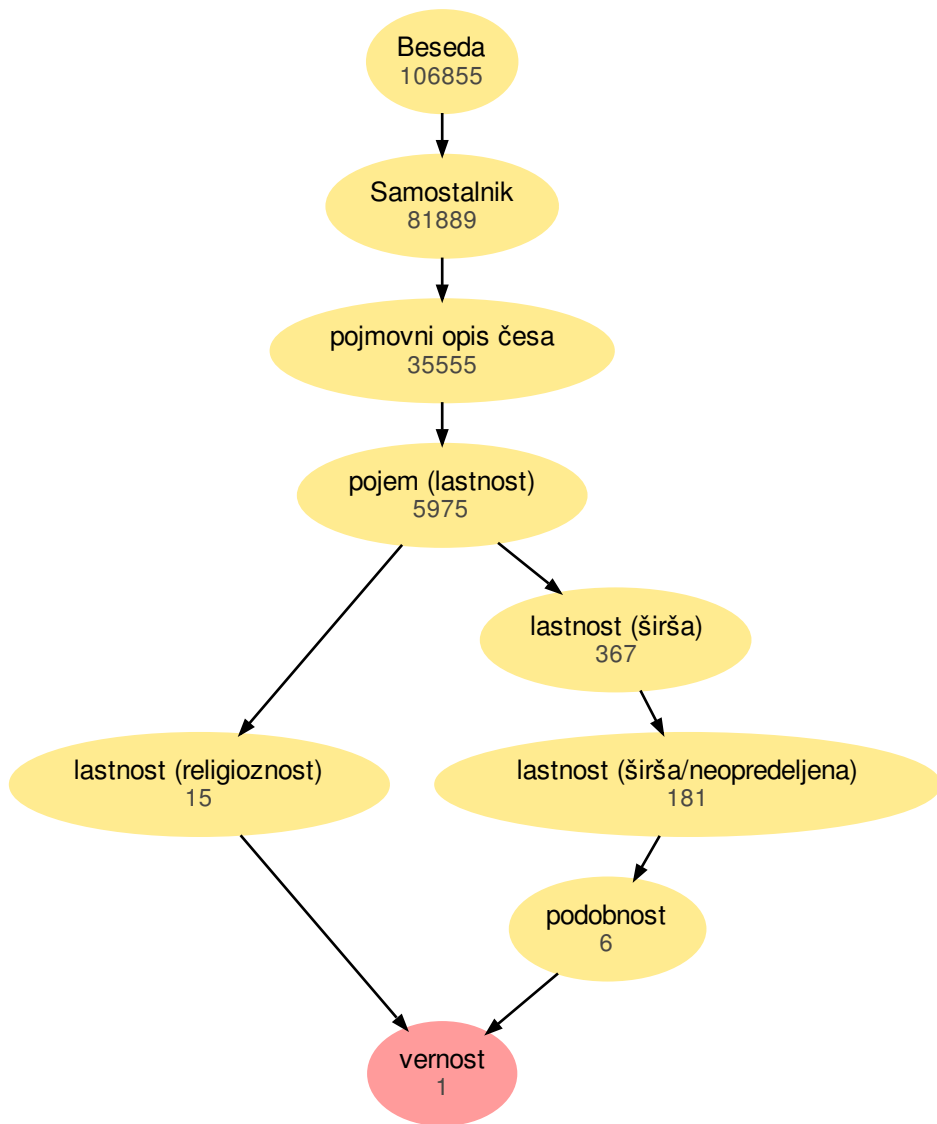 Beseda
106855
Samostalnik
81889
pojmovni opis česa
35555
pojem (lastnost)
5975
lastnost (širša)
367
lastnost (religioznost)
15
lastnost (širša/neopredeljena)
181
podobnost
6
vernost
1